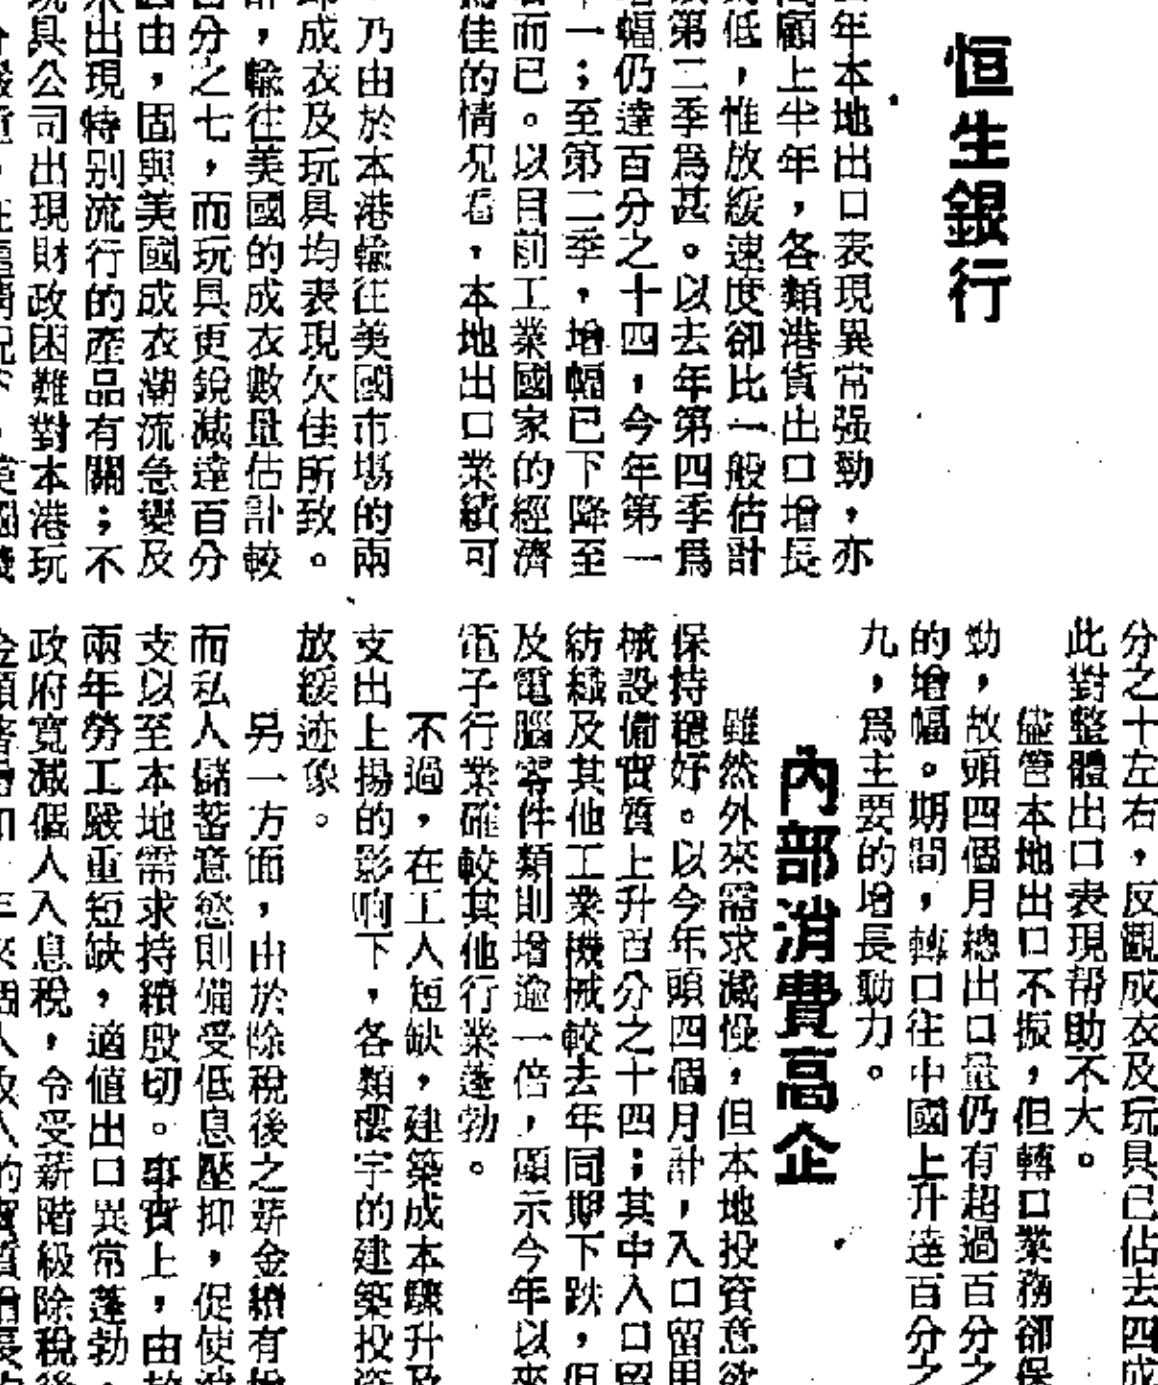 恒生銀行
年本地出口表現異常强勁，亦
顧上半年，各類港貨出口增長
低，惟放緩速度卻比一般估計
第二季爲甚。以去年第四季爲
幅仍達百分之十四，今年第一
一；至第二季，增幅已下降至
而已。以目前工業國家的經濟
佳的情况看，本地出口業績可
乃由於本港輸往美國市場的兩
成衣及玩具均表現欠佳所致。
，輸往美國的成衣數量估計較
分之七，而玩具更銳減達百分
由，固與美國成衣潮流急變及
出現特别流行的產品有關；不
具公司出現財政困難對本港玩
分之十左右，反觀成衣及玩具已佔去四成
此對整體出口表現帮助不大。
儘管本地出口不振，但轉口業務卻保
勁，故頭四個月總出口量仍有超過百分之
的增幅。期間，轉口往中國上升達百分之
九，爲主要的增長動力。
內部消費高企
雖然外來需求減慢，但本地投資意欲
保持穩好。以今年頭四個月計，入口留用
械設備實質上升百分之十四；其中入口留
紡織及其他工業機械較去年同期下跌，但
及電腦零件類則增逾一倍，顯示今年以來
電子行業確較其他行業蓬勃。
不過，在工人短缺，建築成本驟升及
支出上揚的影响下，各類樓宇的建築投資
放緩迹象。
另一方面，由於除稅後之薪金續有
而私人儲蓄意慾則備受低息壓抑，促使
支以至本地需求持續殷切。事實上，由於
兩年勞工嚴重短缺，適值出口異常蓬勃，
政府寬減個人入息稅，令受薪階級除稅後